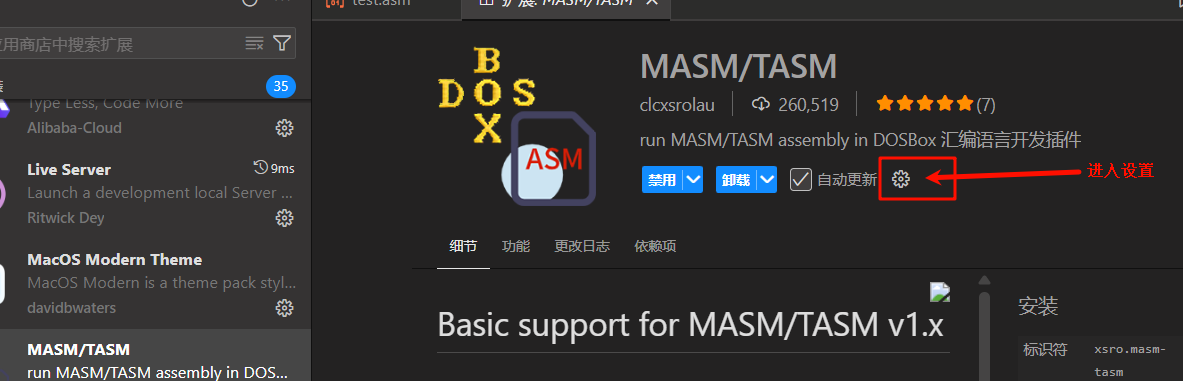 test.asm
扩展: MASM/TASM
应用商店中搜索扩展
35
Type Less, Code More
Alibaba-Cloud
Live Server
9ms
Launch a development local Server ...
Ritwick Dey
MacOS Modern Theme
MacOS Modern is a theme pack styl...
davidbwaters
MASM/TASM
run MASM/TASM assembly in DOS...
B
DOS
X
ASM
MASM/TASM
clcxsrolau
260,519
(7)
run MASM/TASM assembly in DOSBox 汇编语言开发插件
禁用
卸载
自动更新
进入设置
细节
功能
更改日志
依赖项
Basic support for MASM/TASM v1.x
安装
标识符
xsro.masm-
tasm